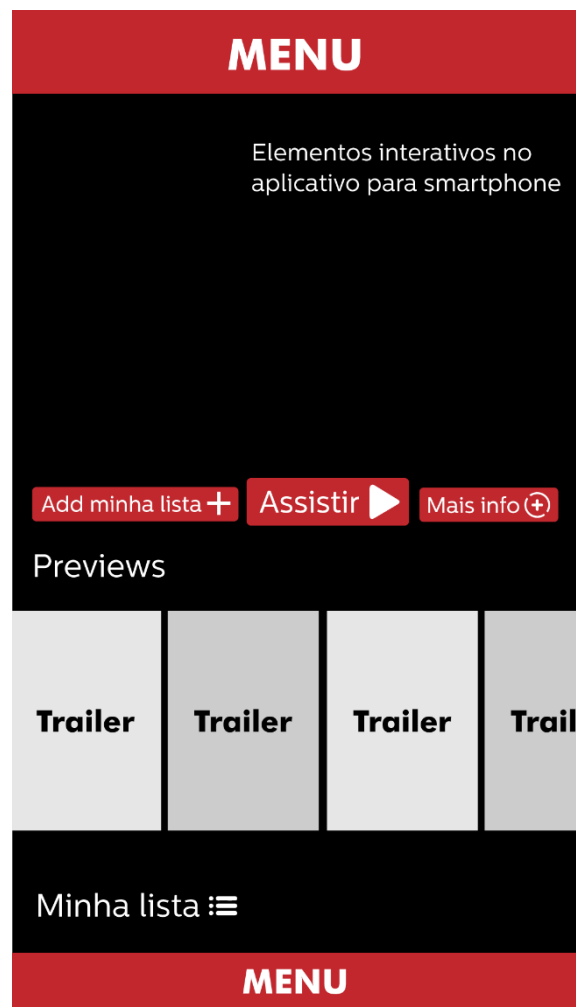 MENU
Elementos interativos no
aplicativo para smartphone
Add minha lista
Assistir
Mais info
Previews
Trailer
Trailer
Trailer
Trail
Minha lista
MENU